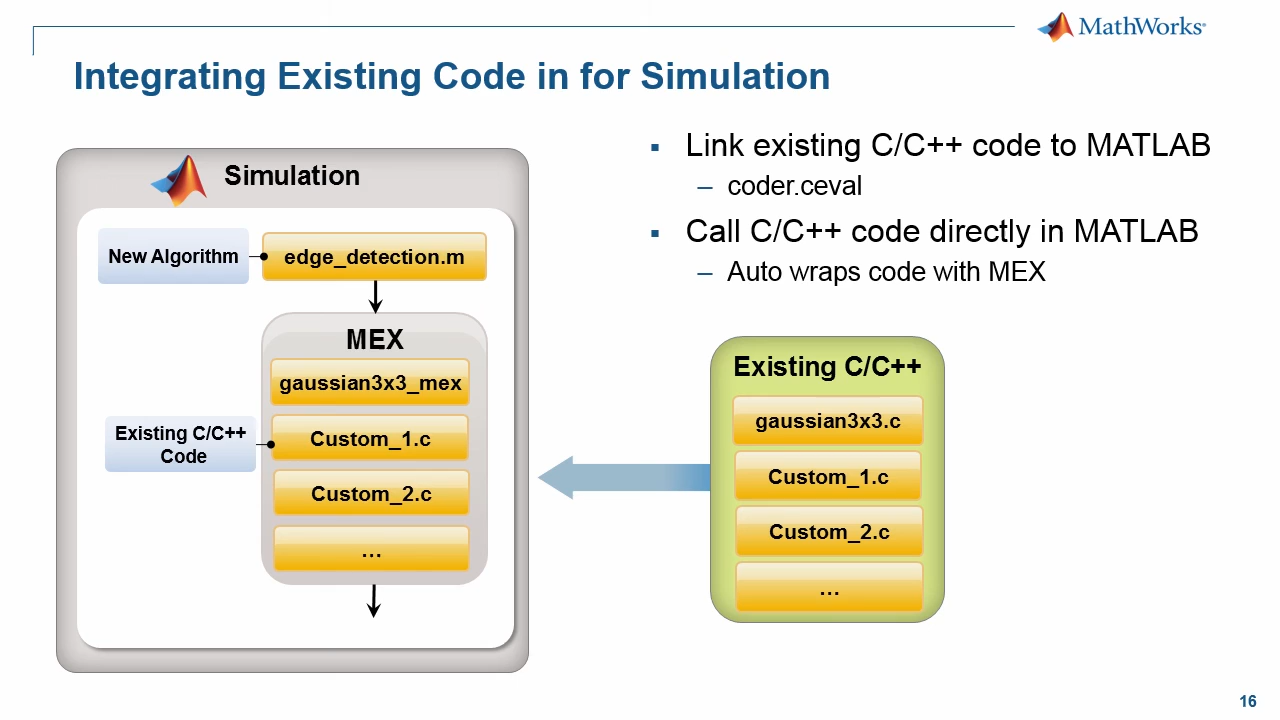 MathWorks
Integrating Existing Code in for Simulation
Simulation
New Algorithm
edge_detection.m
MEX
gaussian3x3_mex
Existing C/C++
Code
Custom_1.c
Custom_2.c
...
▪ Link existing C/C++ code to MATLAB
– coder.ceval
▪ Call C/C++ code directly in MATLAB
– Auto wraps code with MEX
Existing C/C++
gaussian3x3.c
Custom_1.c
Custom_2.c
...
16